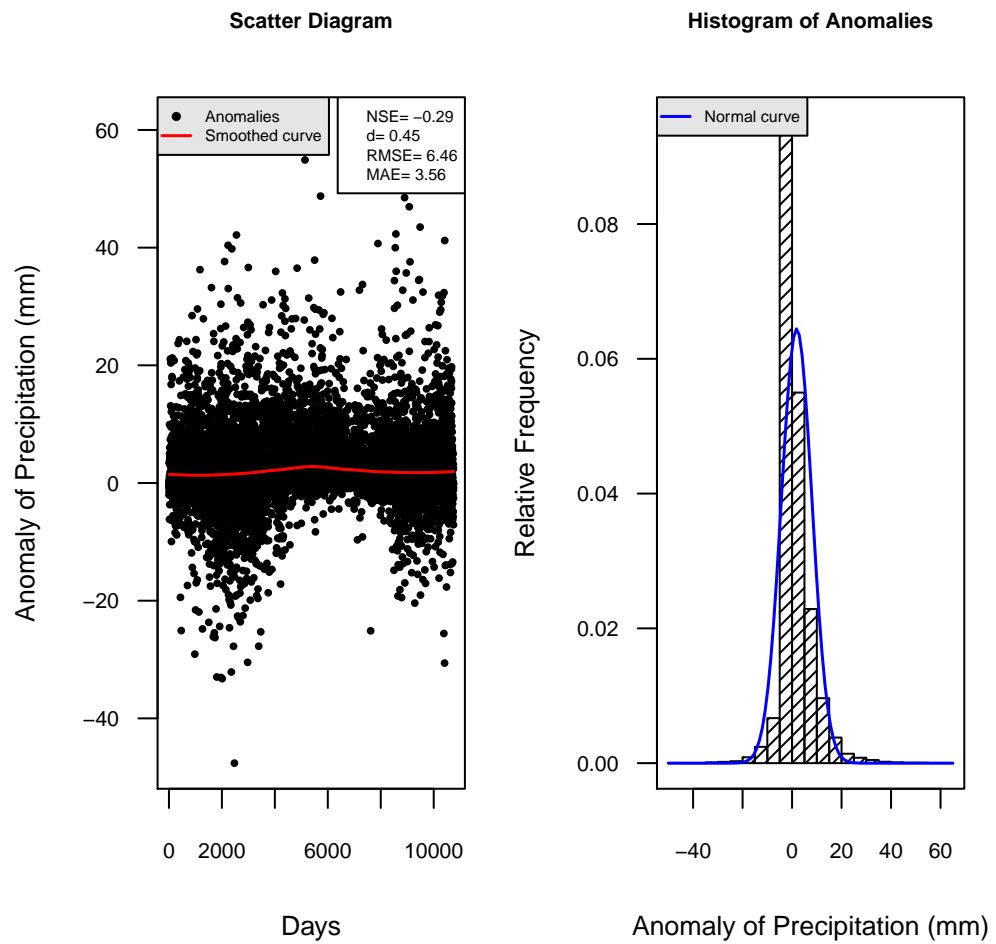 Scatter Diagram
Anomalies
Smoothed curve
NSE= −0.29
d= 0.45
RMSE= 6.46
MAE= 3.56
Anomaly of Precipitation (mm)
60
40
20
0
−20
−40
0 2000 6000 10000
Days
Histogram of Anomalies
Normal curve
Relative Frequency
0.08
0.06
0.04
0.02
0.00
−40 0 20 40 60
Anomaly of Precipitation (mm)